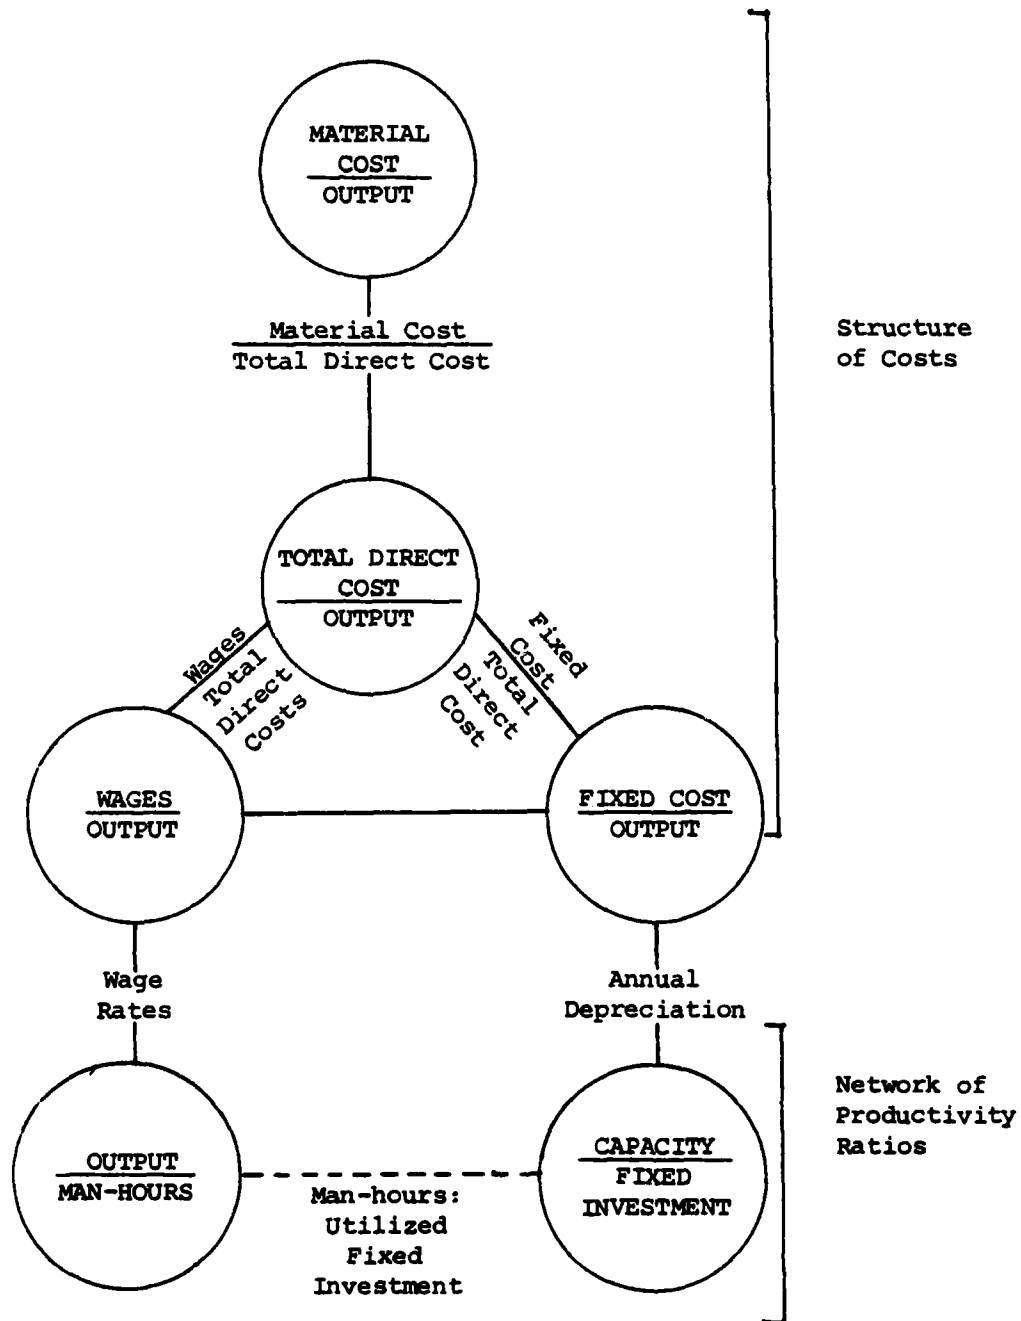 MATERIAL
COST
OUTPUT
Material Cost
Total Direct Cost
Structure
of Costs
TOTAL DIRECT
COST
OUTPUT
Wages
Total
Direct
Costs
Fixed
Cost
Total
Direct
Cost
WAGES
OUTPUT
FIXED COST
OUTPUT
Wage
Rates
Annual
Depreciation
Network of
Productivity
Ratios
OUTPUT
MAN-HOURS
Man-hours:
Utilized
Fixed
Investment
CAPACITY
FIXED
INVESTMENT